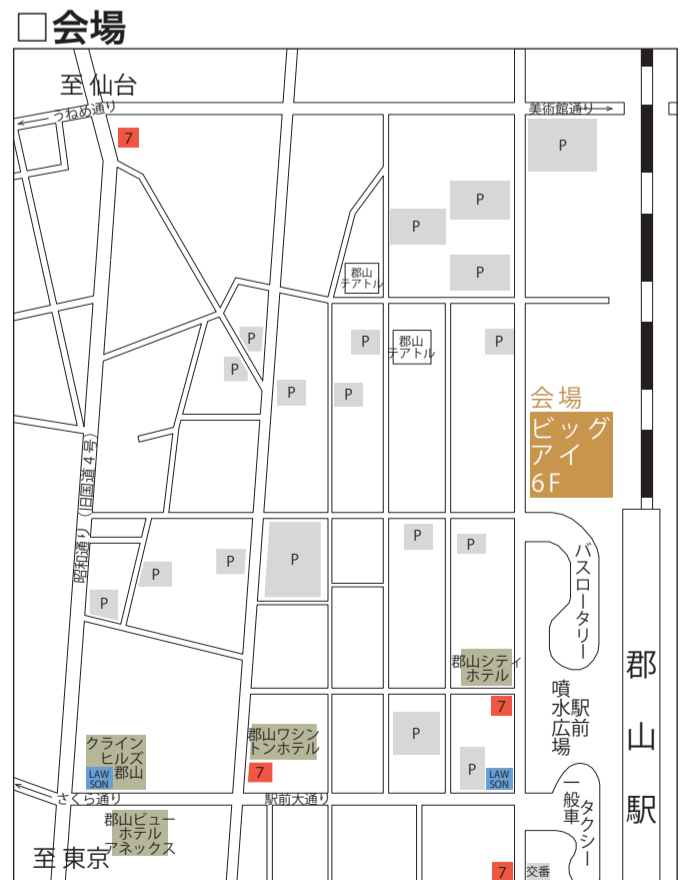 □会場
至 仙台
うねめ通り
美術館通り
7
P
P
P
P
郡山
テアトル
P
P
P
郡山
テアトル
P
P
P
P
会場
ビッグ
アイ
6F
昭和通り（旧国道4号）
P
P
P
P
P
P
バスロータリー
郡山シティ
ホテル
郡山駅
駅前
噴水広場
7
P
郡山ワシン
トンホテル
7
クライン
ヒルズ
郡山
LAW
SON
P
LAW
SON
さくら通り
駅前大通り
一般車
タクシー
郡山ビュー
ホテル
アネックス
至 東京
7
交番